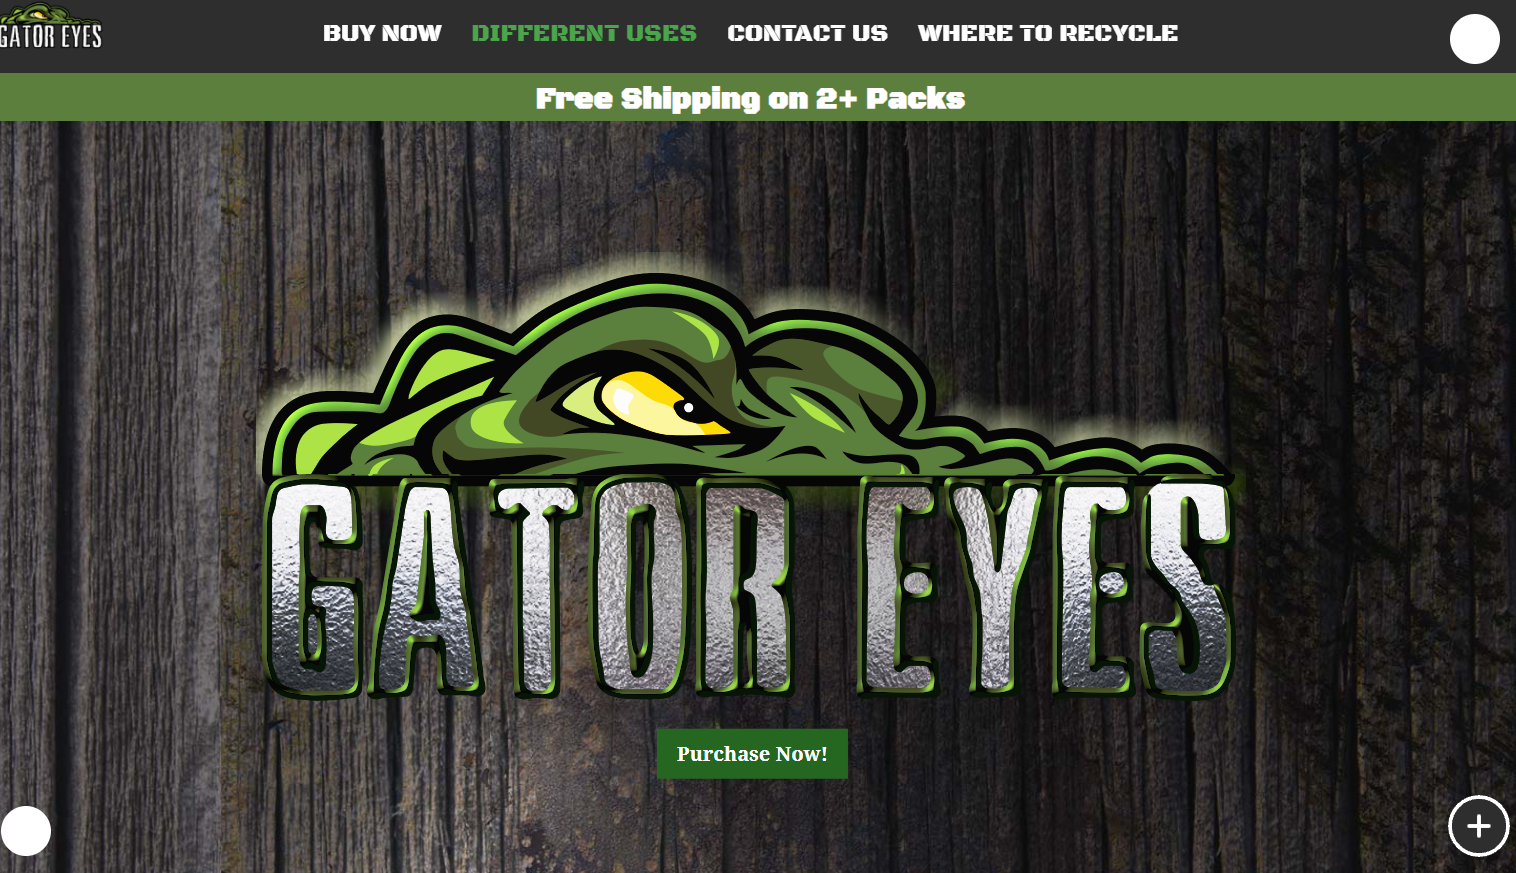 GATOR EYES
BUY NOW DIFFERENT USES CONTACT US WHERE TO RECYCLE
Free Shipping on 2+ Packs
GATOR EYES
Purchase Now!